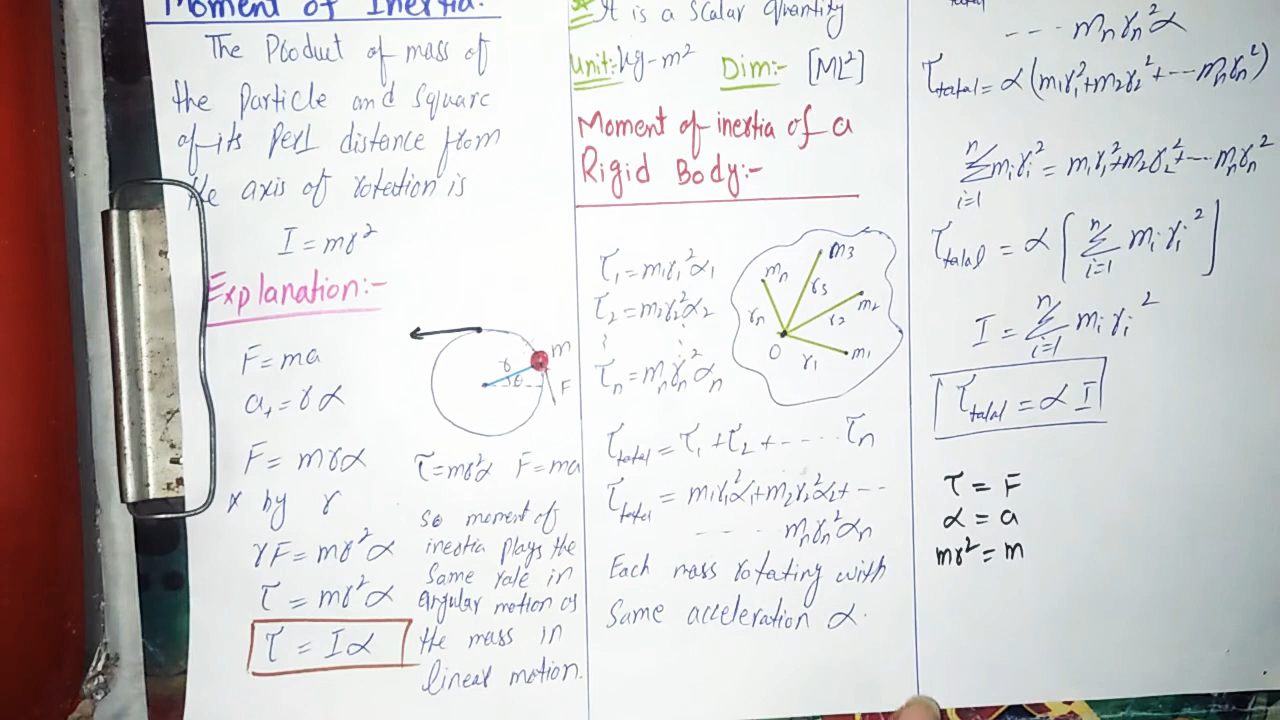 Moment of Inertia:
The Product of mass of
the Particle and Square
of its Per⊥ distance from
the axis of rotection is
I = mr²
Explanation:-
F = ma
aₜ = rα
F = mrα
× by r
rF = mr²α
τ = mr²α
τ = Iα
m
r
θ
F
τ = mr²α F = ma
so moment of
inertia plays the
same role in
angular motion as
the mass in
lineal motion.
It is a Scalar Quantity
Unit:- kg-m² Dim:- [ML²]
Moment of inertia of a
Rigid Body:-
τ₁ = m₁r₁²α₁
τ₂ = m₂r₂²α₂
τₙ = mₙrₙ²αₙ
mₙ
m₃
rₙ
r₃
m₂
r₂
O
r₁
m₁
τtotal = τ₁ + τ₂ + ----- τₙ
τtotal = m₁r₁²α₁ + m₂r₂²α₂ + ---
--- mₙrₙ²αₙ
Each mass rotating with
Same acceleration α.
total
--- mₙrₙ²α
τtotal = α (m₁r₁² + m₂r₂² + --- mₙrₙ²)
n
∑ mᵢrᵢ² = m₁r₁² + m₂r₂² + --- mₙrₙ²
i=1
τtotal = α [ n∑i=1 mᵢrᵢ² ]
I = n∑i=1 mᵢrᵢ²
τtotal = α I
τ = F
α = a
mr² = m